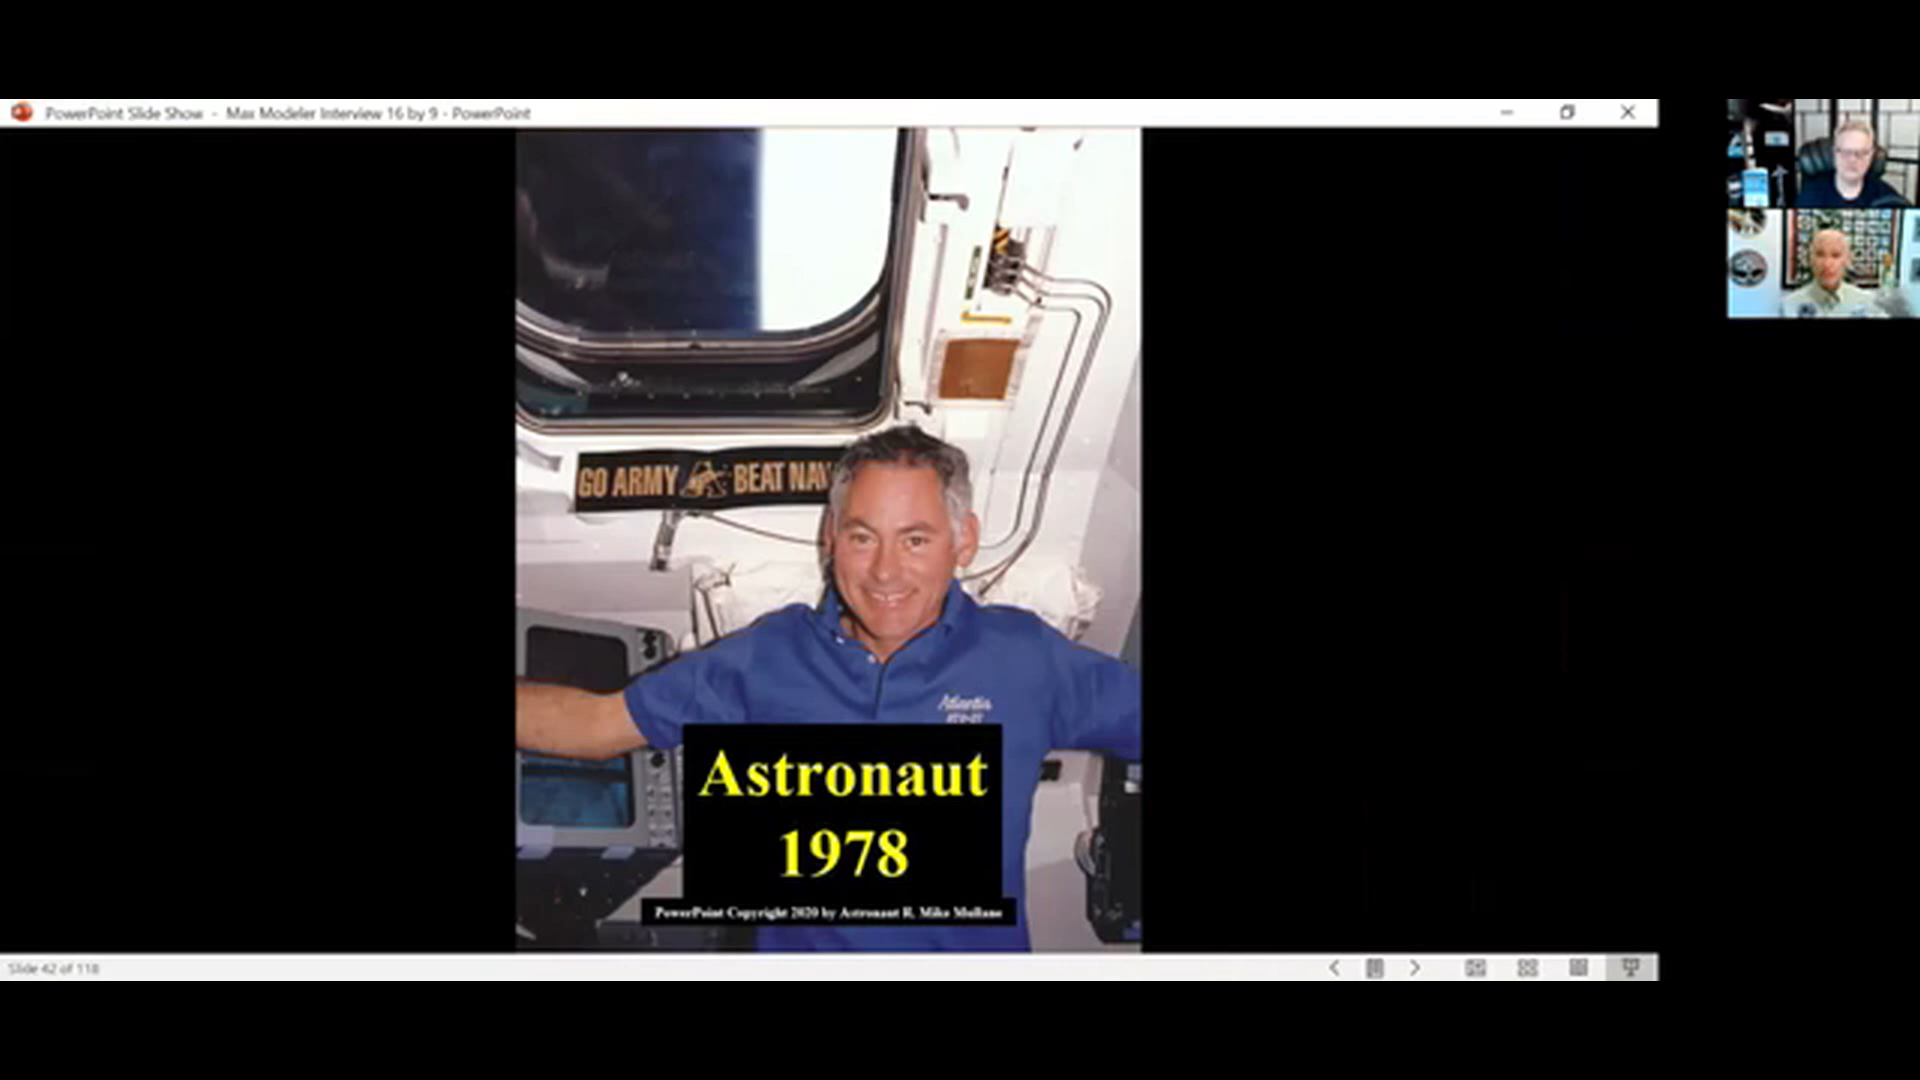 PowerPoint Slide Show - Max Modeler Interview 16 by 9 - PowerPoint
GO ARMY BEAT NAV
Atlantis
Astronaut
1978
PowerPoint Copyright 2020 by Astronaut R. Mike Mullane
Slide 42 of 118